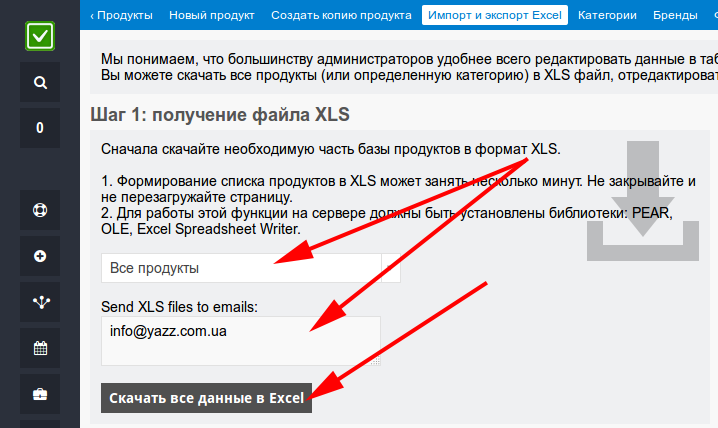 ‹ Продукты Новый продукт Создать копию продукта Импорт и экспорт Excel Категории Бренды
Мы понимаем, что большинству администраторов удобнее всего редактировать данные в таб
Вы можете скачать все продукты (или определенную категорию) в XLS файл, отредактироват
0
Шаг 1: получение файла XLS
Сначала скачайте необходимую часть базы продуктов в формат XLS.
1. Формирование списка продуктов в XLS может занять несколько минут. Не закрывайте и
не перезагружайте страницу.
2. Для работы этой функции на сервере должны быть установлены библиотеки: PEAR,
OLE, Excel Spreadsheet Writer.
Все продукты
Send XLS files to emails:
info@yazz.com.ua
Скачать все данные в Excel